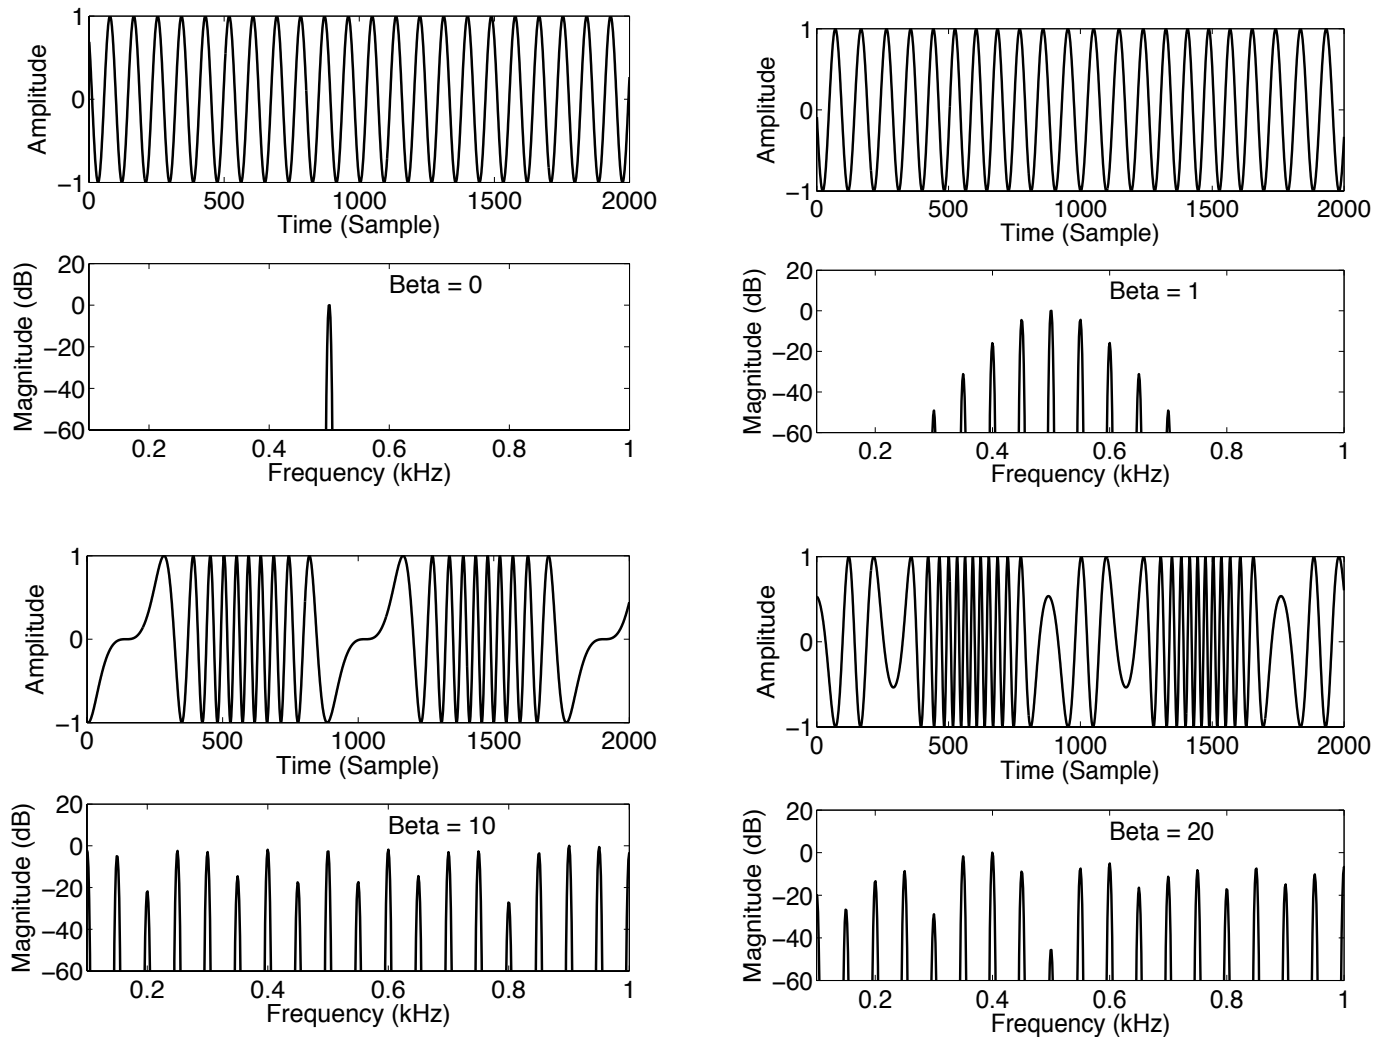 1
0
−1
Amplitude
0 500 1000 1500 2000
Time (Sample)
20
0
−20
−40
−60
Magnitude (dB)
Beta = 0
0.2 0.4 0.6 0.8 1
Frequency (kHz)
1
0
−1
Amplitude
0 500 1000 1500 2000
Time (Sample)
20
0
−20
−40
−60
Magnitude (dB)
Beta = 1
0.2 0.4 0.6 0.8 1
Frequency (kHz)
1
0
−1
Amplitude
0 500 1000 1500 2000
Time (Sample)
20
0
−20
−40
−60
Magnitude (dB)
Beta = 10
0.2 0.4 0.6 0.8 1
Frequency (kHz)
1
0
−1
Amplitude
0 500 1000 1500 2000
Time (Sample)
20
0
−20
−40
−60
Magnitude (dB)
Beta = 20
0.2 0.4 0.6 0.8 1
Frequency (kHz)